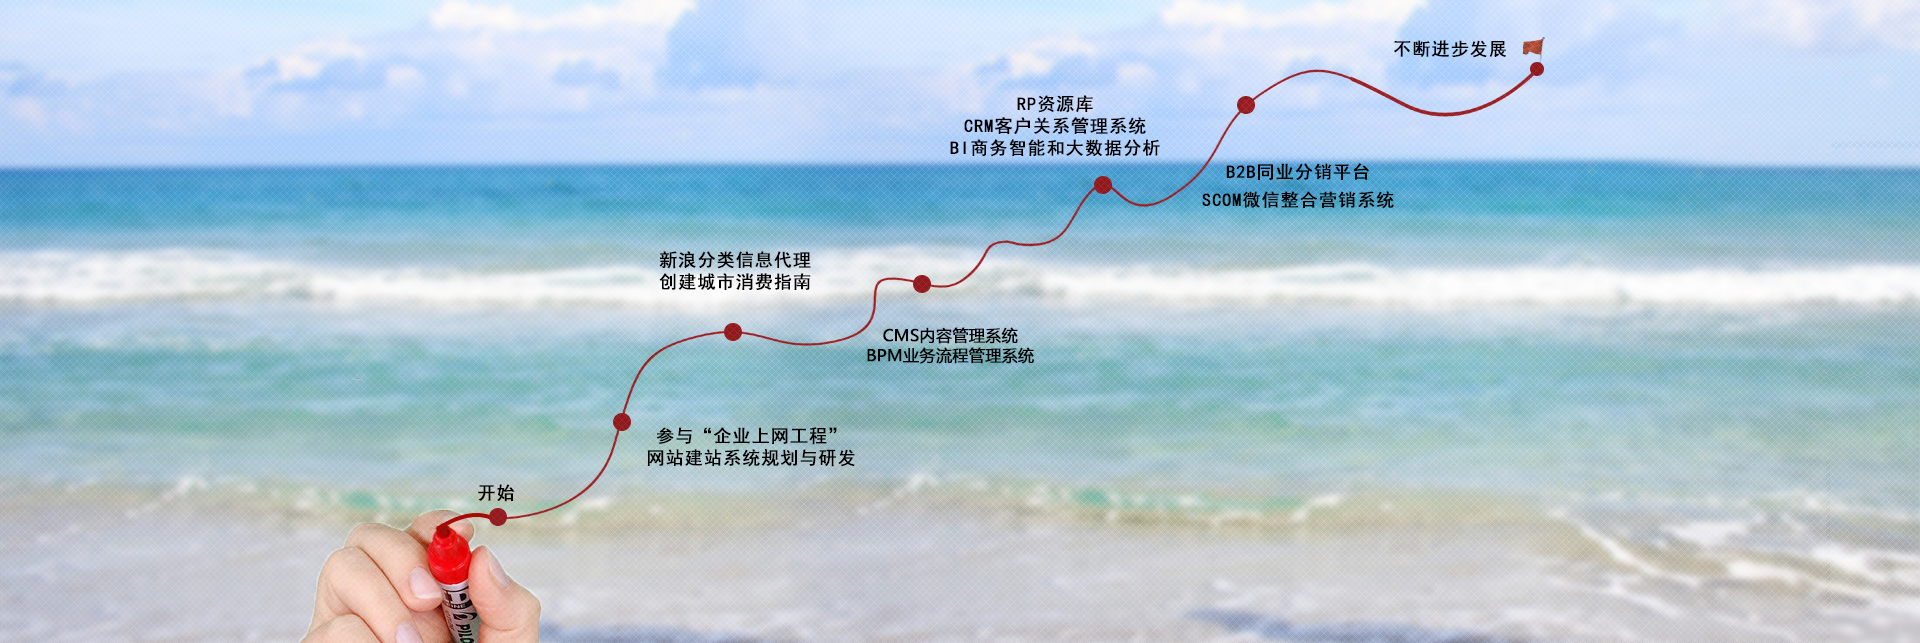 不断进步发展
RP资源库
CRM客户关系管理系统
BI商务智能和大数据分析
B2B同业分销平台
SCOM微信整合营销系统
新浪分类信息代理
创建城市消费指南
CMS内容管理系统
BPM业务流程管理系统
参与“企业上网工程”
网站建站系统规划与研发
开始
PILO